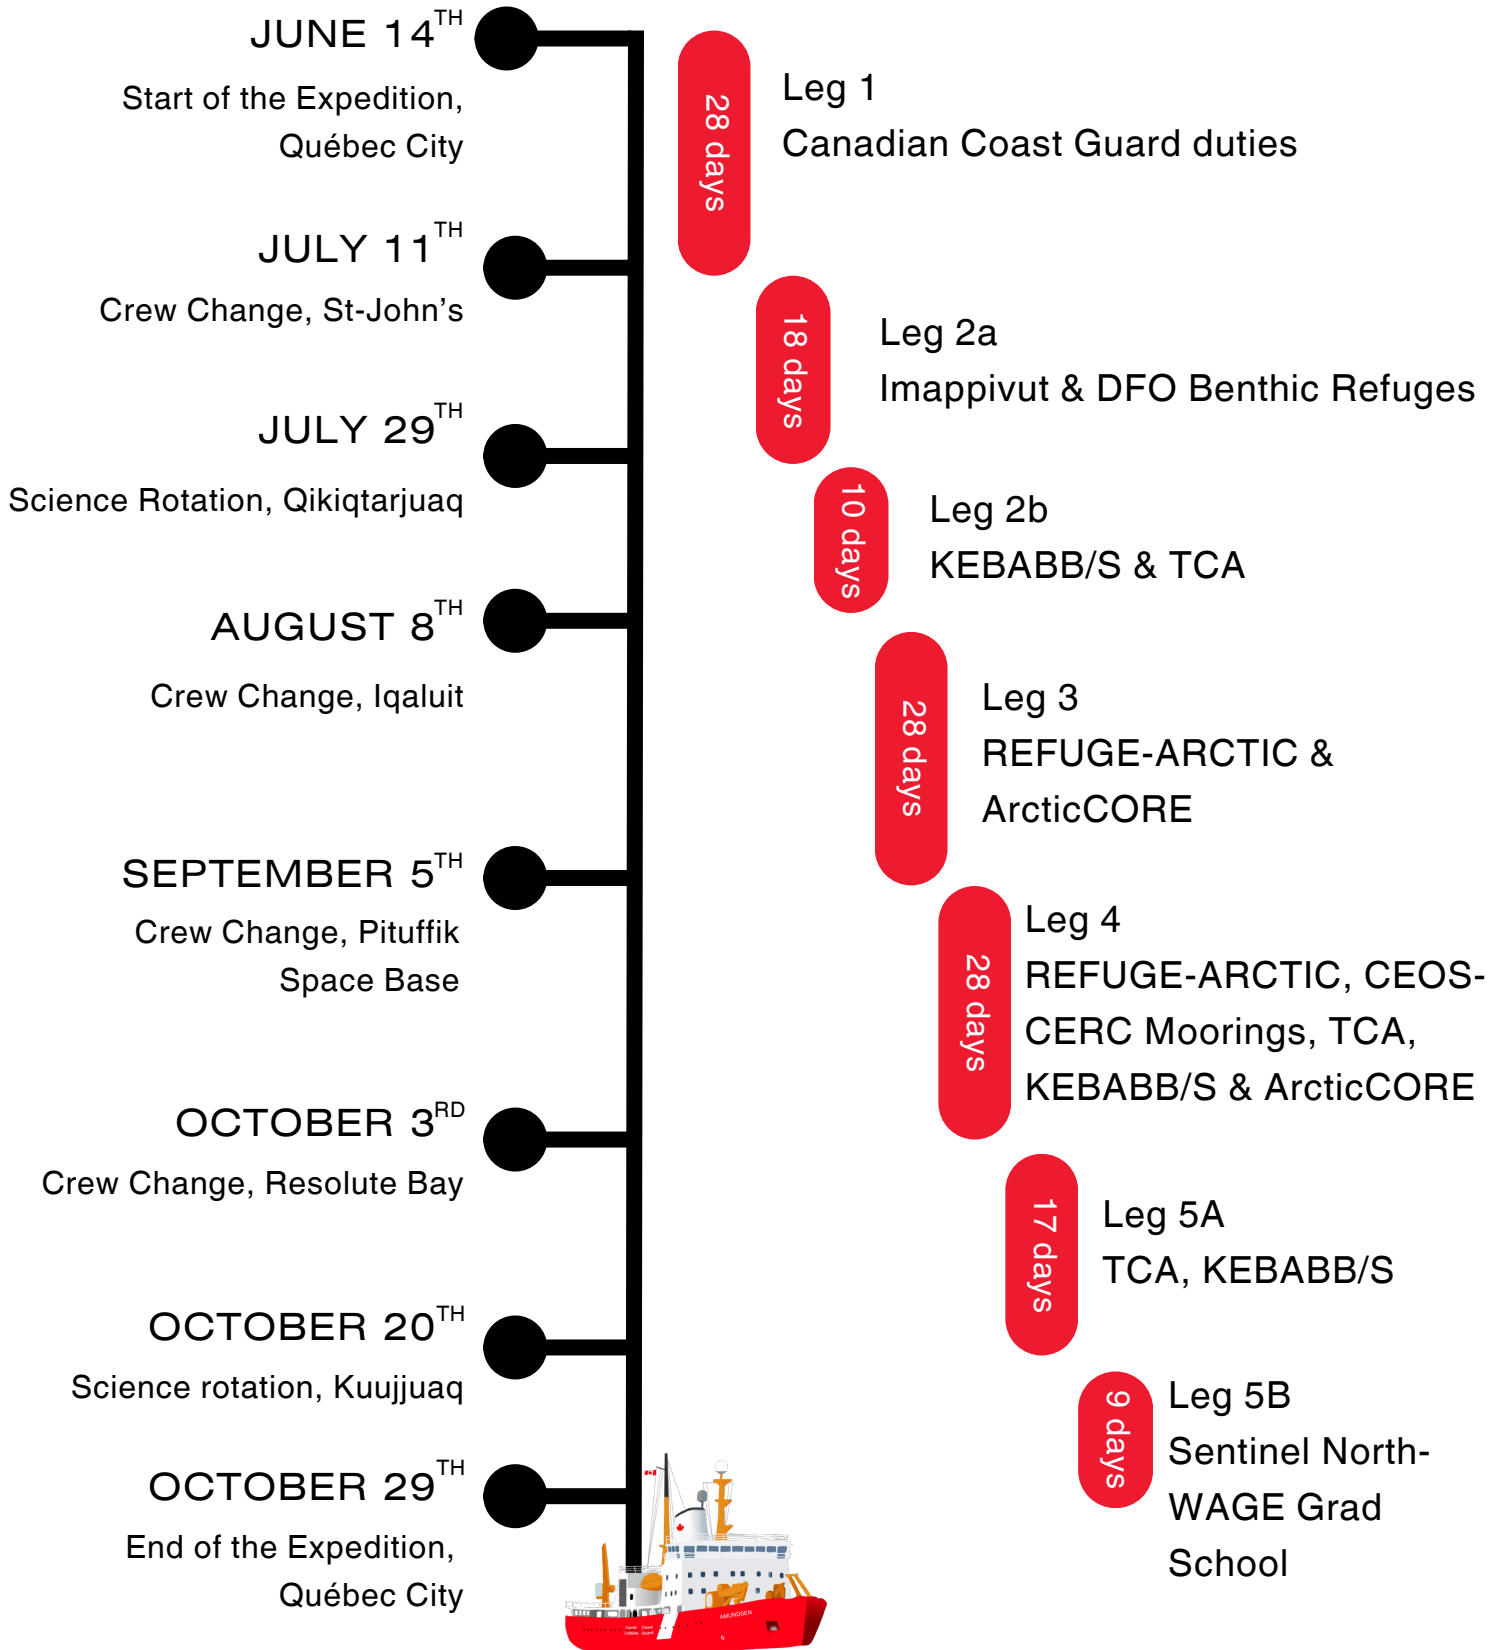 JUNE 14TH
Start of the Expedition,
Québec City
28 days
Leg 1
Canadian Coast Guard duties
JULY 11TH
Crew Change, St-John's
18 days
Leg 2a
Imappivut & DFO Benthic Refuges
JULY 29TH
Science Rotation, Qikiqtarjuaq
10 days
Leg 2b
KEBABB/S & TCA
AUGUST 8TH
Crew Change, Iqaluit
28 days
Leg 3
REFUGE-ARCTIC &
ArcticCORE
SEPTEMBER 5TH
Crew Change, Pituffik
Space Base
28 days
Leg 4
REFUGE-ARCTIC, CEOS-
CERC Moorings, TCA,
KEBABB/S & ArcticCORE
OCTOBER 3RD
Crew Change, Resolute Bay
17 days
Leg 5A
TCA, KEBABB/S
OCTOBER 20TH
Science rotation, Kuujjuaq
9 days
Leg 5B
Sentinel North-
WAGE Grad
School
OCTOBER 29TH
End of the Expedition,
Québec City
AMUNDSEN